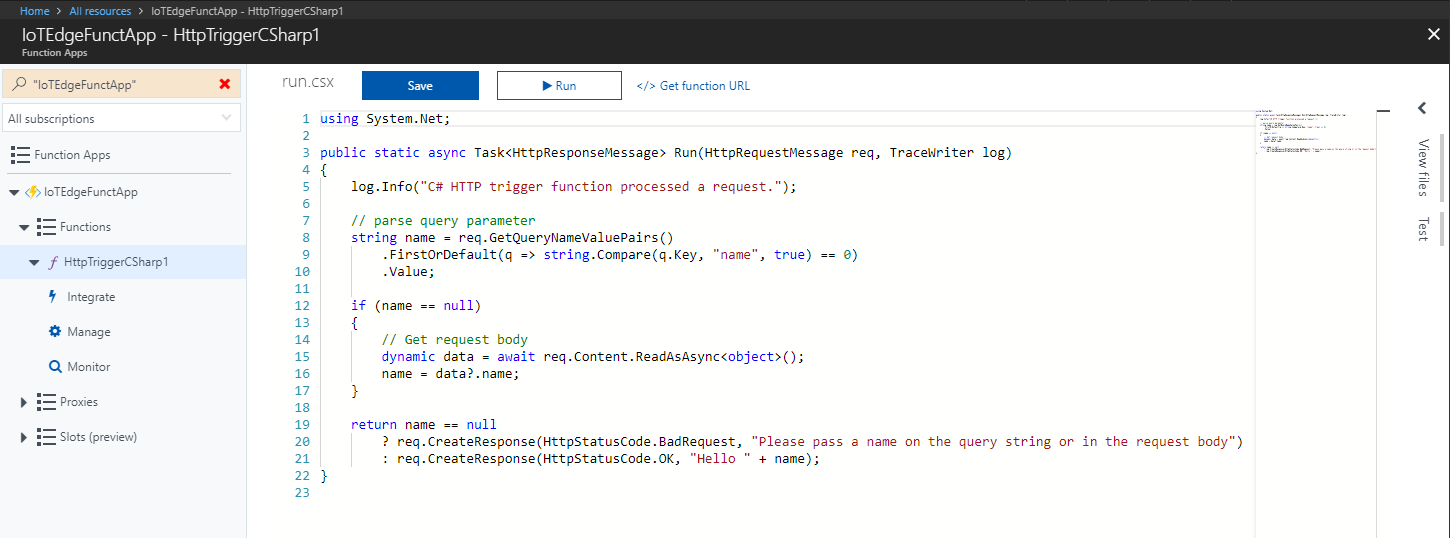 Home > All resources > IoTEdgeFunctApp - HttpTriggerCSharp1
IoTEdgeFunctApp - HttpTriggerCSharp1
Function Apps
"IoTEdgeFunctApp"
All subscriptions
Function Apps
IoTEdgeFunctApp
Functions
HttpTriggerCSharp1
Integrate
Manage
Monitor
Proxies
Slots (preview)
run.csx Save Run </> Get function URL
1 using System.Net;
2
3 public static async Task<HttpResponseMessage> Run(HttpRequestMessage req, TraceWriter log)
4 {
5 log.Info("C# HTTP trigger function processed a request.");
6
7 // parse query parameter
8 string name = req.GetQueryNameValuePairs()
9 .FirstOrDefault(q => string.Compare(q.Key, "name", true) == 0)
10 .Value;
11
12 if (name == null)
13 {
14 // Get request body
15 dynamic data = await req.Content.ReadAsAsync<object>();
16 name = data?.name;
17 }
18
19 return name == null
20 ? req.CreateResponse(HttpStatusCode.BadRequest, "Please pass a name on the query string or in the request body")
21 : req.CreateResponse(HttpStatusCode.OK, "Hello " + name);
22 }
23
View files
Test